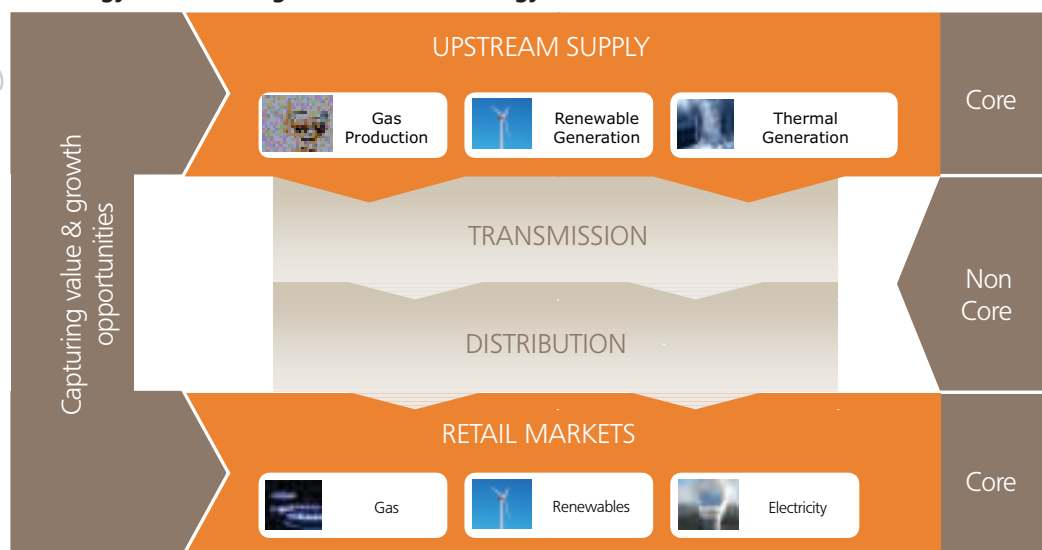 UPSTREAM SUPPLY
Gas
Production
Renewable
Generation
Thermal
Generation
Core
Capturing value & growth
opportunities
TRANSMISSION
Non
Core
DISTRIBUTION
RETAIL MARKETS
Gas
Renewables
Electricity
Core